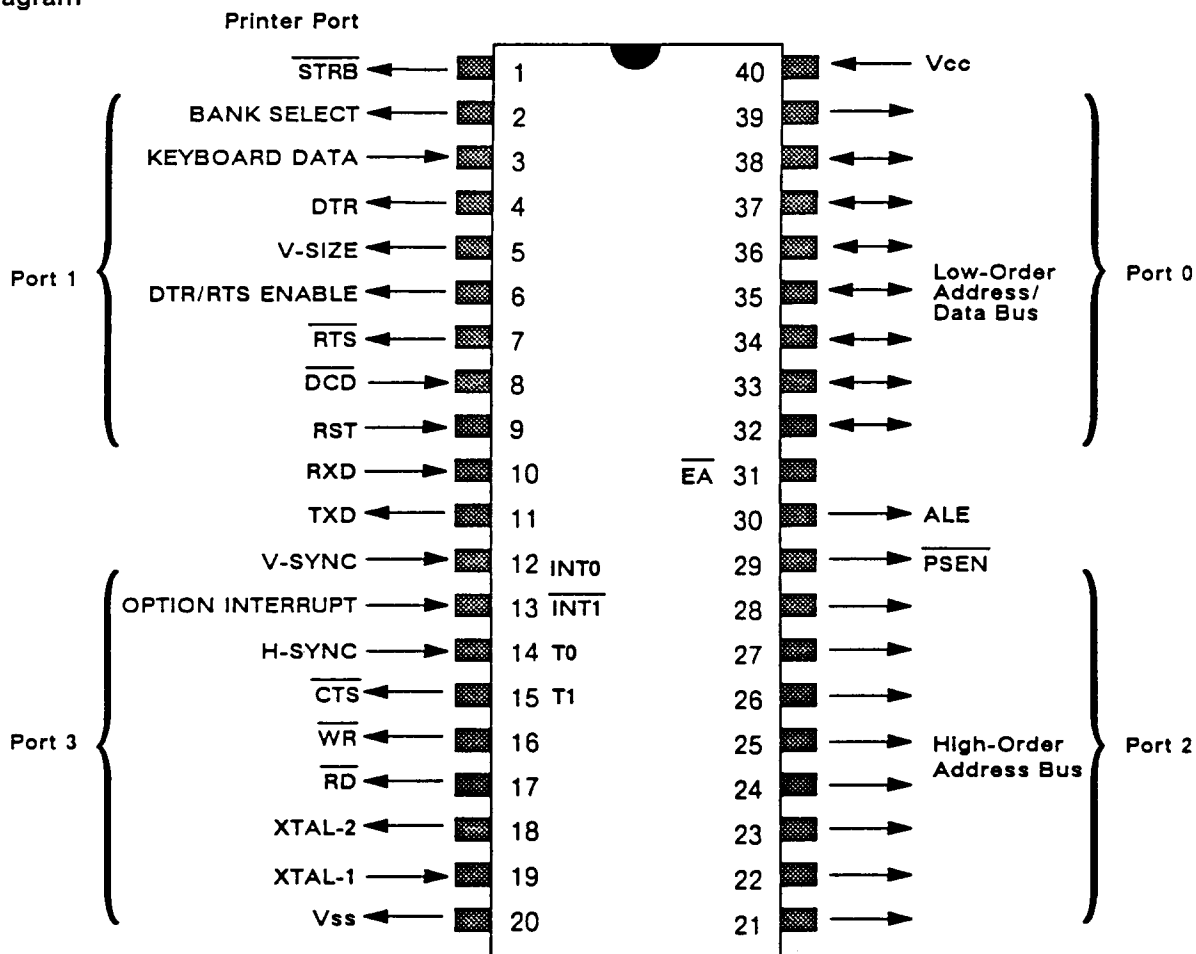 agram
Printer Port
STRB 1 40 Vcc
BANK SELECT 2 39
KEYBOARD DATA 3 38
DTR 4 37
V-SIZE 5 36
Port 1 DTR/RTS ENABLE 6 35 Low-Order Address/ Data Bus Port 0
RTS 7 34
DCD 8 33
RST 9 32
RXD 10 EA 31
TXD 11 30 ALE
V-SYNC 12 INT0 29 PSEN
OPTION INTERRUPT 13 INT1 28
H-SYNC 14 T0 27
CTS 15 T1 26
Port 3 WR 16 25 High-Order Address Bus Port 2
RD 17 24
XTAL-2 18 23
XTAL-1 19 22
Vss 20 21